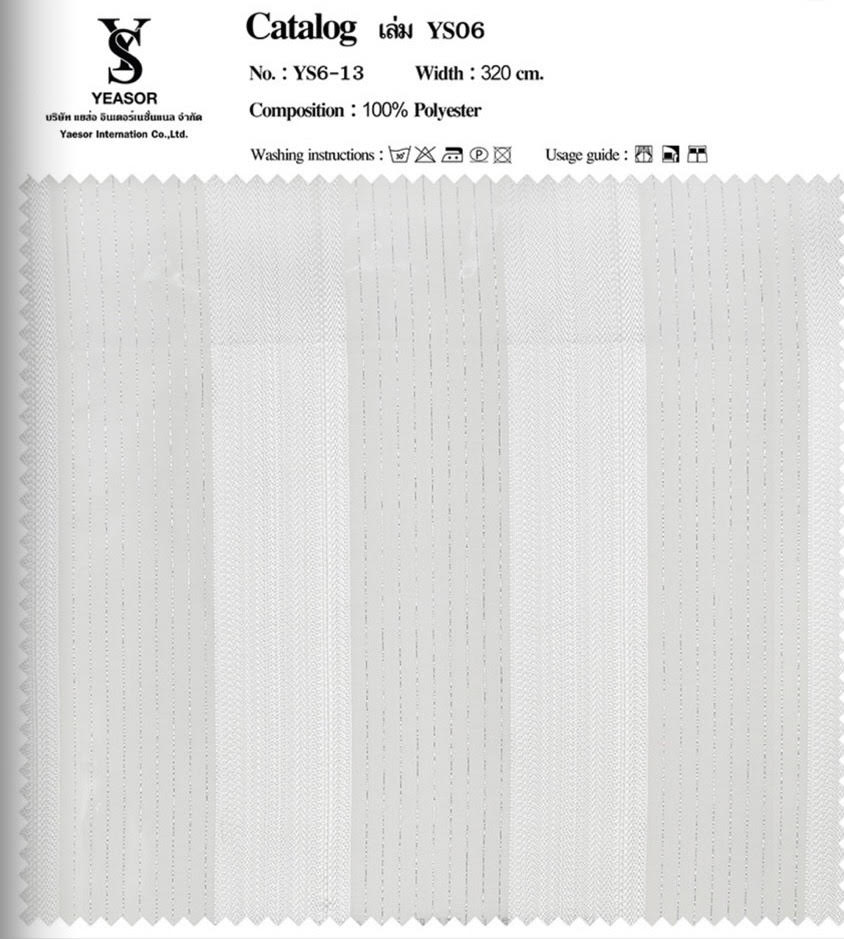 Catalog เล่ม YS06
No. : YS6-13 Width : 320 cm.
Composition : 100% Polyester
Washing instructions : 30° P Usage guide :
YS
YEASOR
บริษัท แยส่อ อินเตอร์เนชั่นแนล จำกัด
Yaesor Internation Co.,Ltd.